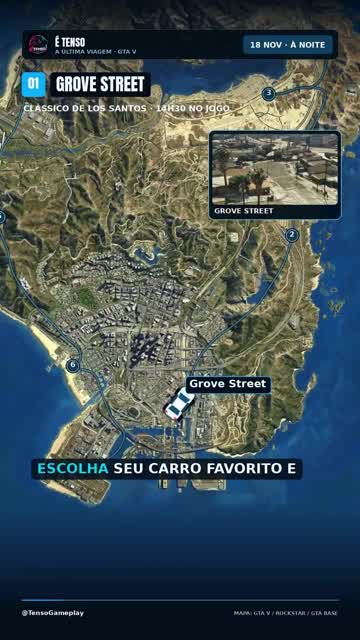 É TENSO
A ÚLTIMA VIAGEM · GTA V
18 NOV · À NOITE
01 GROVE STREET
CLÁSSICO DE LOS SANTOS · 14H30 NO JOGO
3
GROVE STREET
2
6
Grove Street
ESCOLHA SEU CARRO FAVORITO E
@TensoGameplay
MAPA: GTA V / ROCKSTAR / GTA BASE